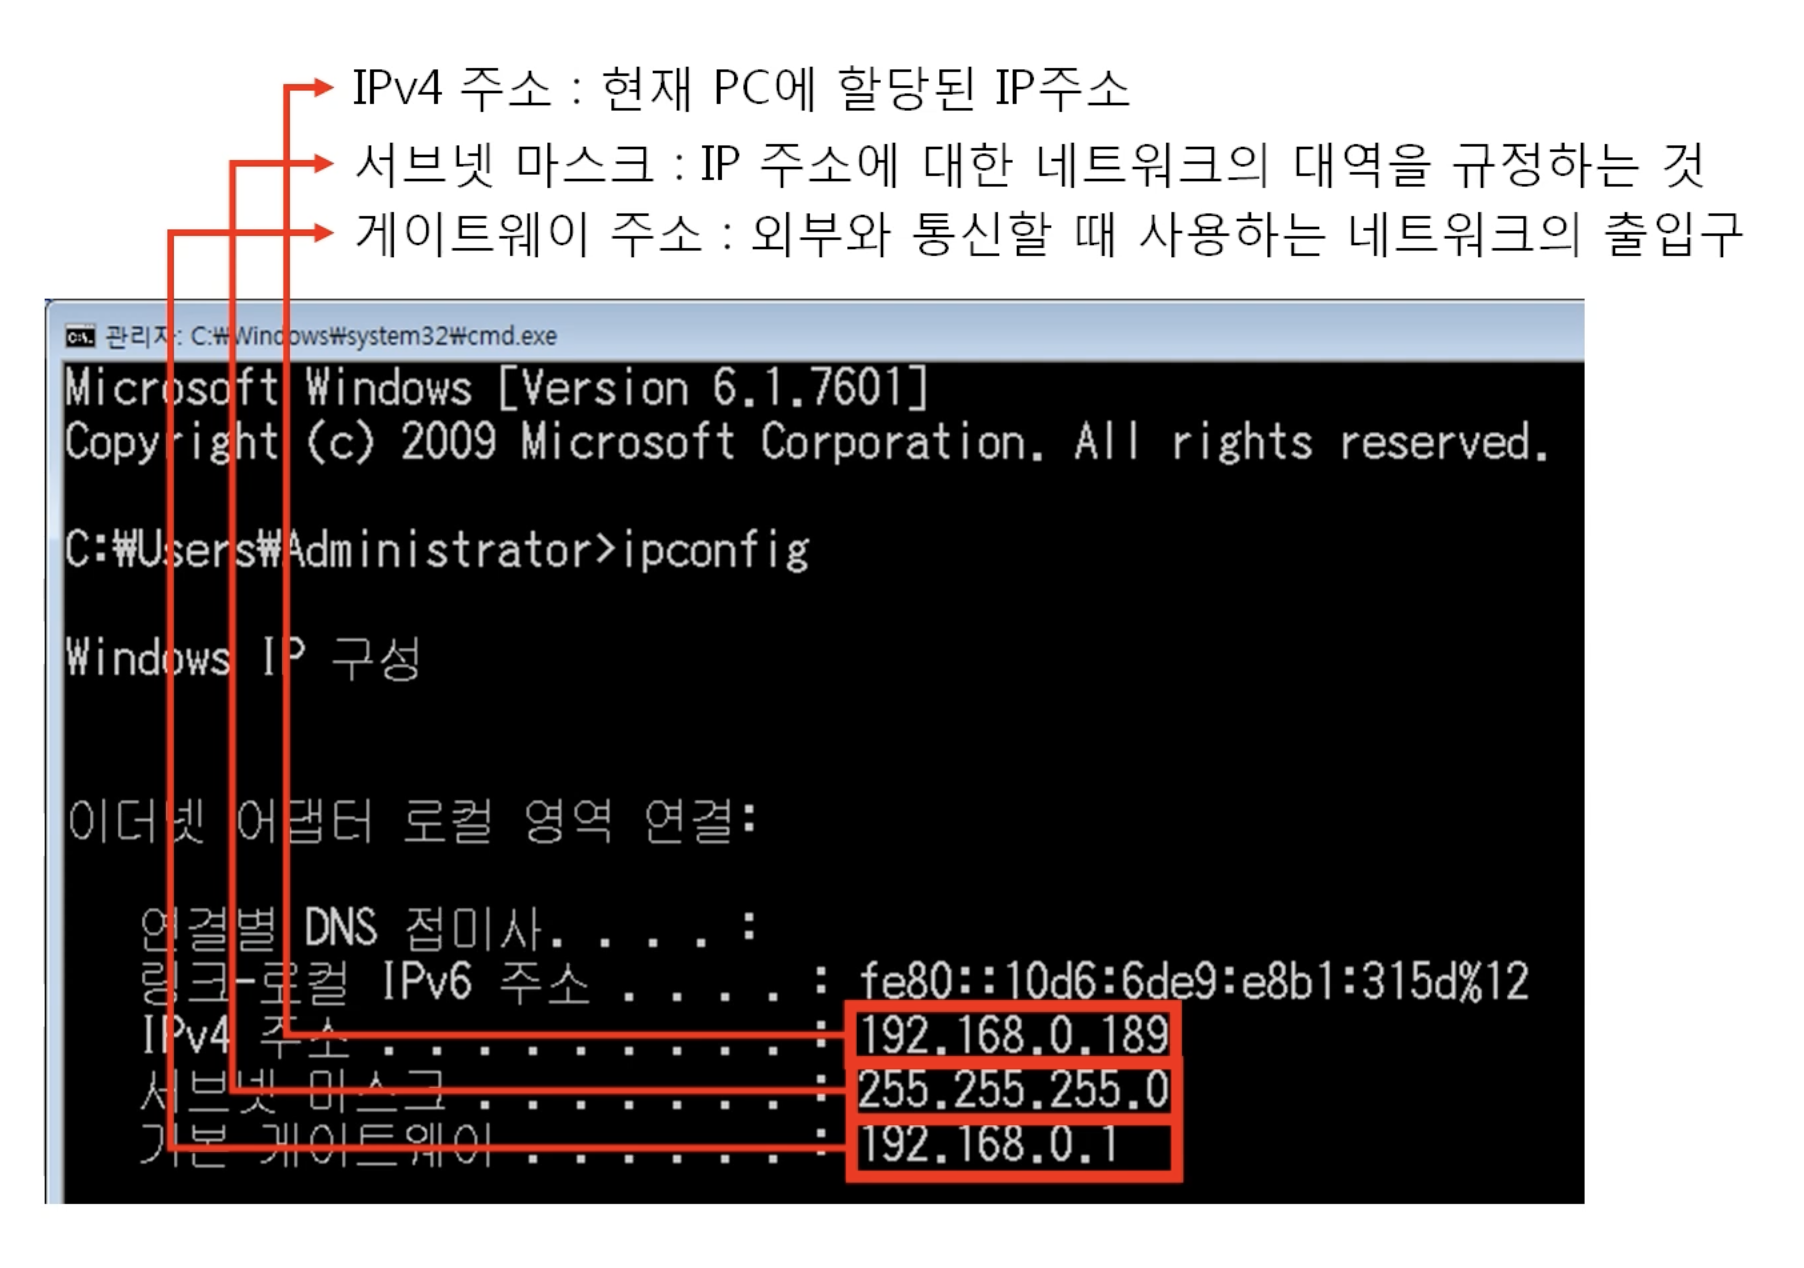 IPv4 주소 : 현재 PC에 할당된 IP주소
서브넷 마스크 : IP 주소에 대한 네트워크의 대역을 규정하는 것
게이트웨이 주소 : 외부와 통신할 때 사용하는 네트워크의 출입구
관리자: C:₩Windows₩system32₩cmd.exe
Microsoft Windows [Version 6.1.7601]
Copyright (c) 2009 Microsoft Corporation. All rights reserved.
C:₩Users₩Administrator>ipconfig
Windows IP 구성
이더넷 어댑터 로컬 영역 연결:
연결별 DNS 접미사. . . . :
링크-로컬 IPv6 주소 . . . . : fe80::10d6:6de9:e8b1:315d%12
IPv4 주소 . . . . . . . . . : 192.168.0.189
서브넷 마스크 . . . . . . . : 255.255.255.0
기본 게이트웨이 . . . . . . : 192.168.0.1